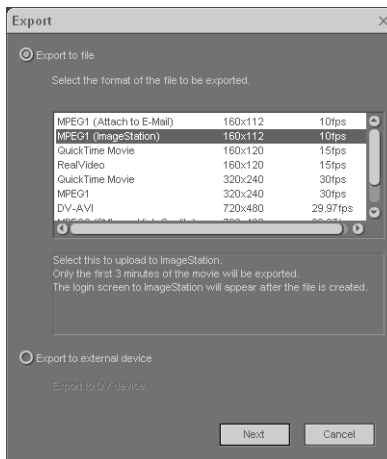 Export
Export to file
Select the format of the file to be exported.
MPEG1 (Attach to E-Mail) 160x112 10fps
MPEG1 (ImageStation) 160x112 10fps
QuickTime Movie 160x120 15fps
RealVideo 160x120 15fps
QuickTime Movie 320x240 30fps
MPEG1 320x240 30fps
DV-AVI 720x480 29.97fps
Select this to upload to ImageStation.
Only the first 3 minutes of the movie will be exported.
The login screen to ImageStation will appear after the file is created.
Export to external device
Export to DV device.
Next Cancel